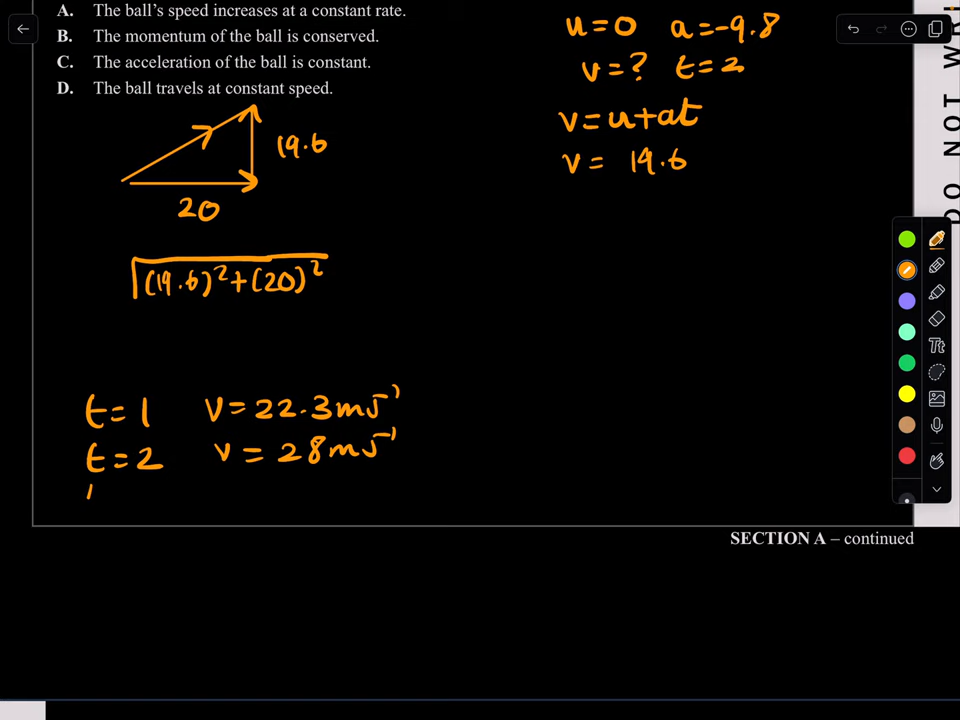 A. The ball's speed increases at a constant rate.
B. The momentum of the ball is conserved.
C. The acceleration of the ball is constant.
D. The ball travels at constant speed.
u=0 a=-9.8
v=? t=2
v=u+at
v= 19.6
19.6
20
√(19.6)²+(20)²
t=1 v=22.3ms⁻¹
t=2 v=28ms⁻¹
SECTION A – continued
DO NOT WR
Tt